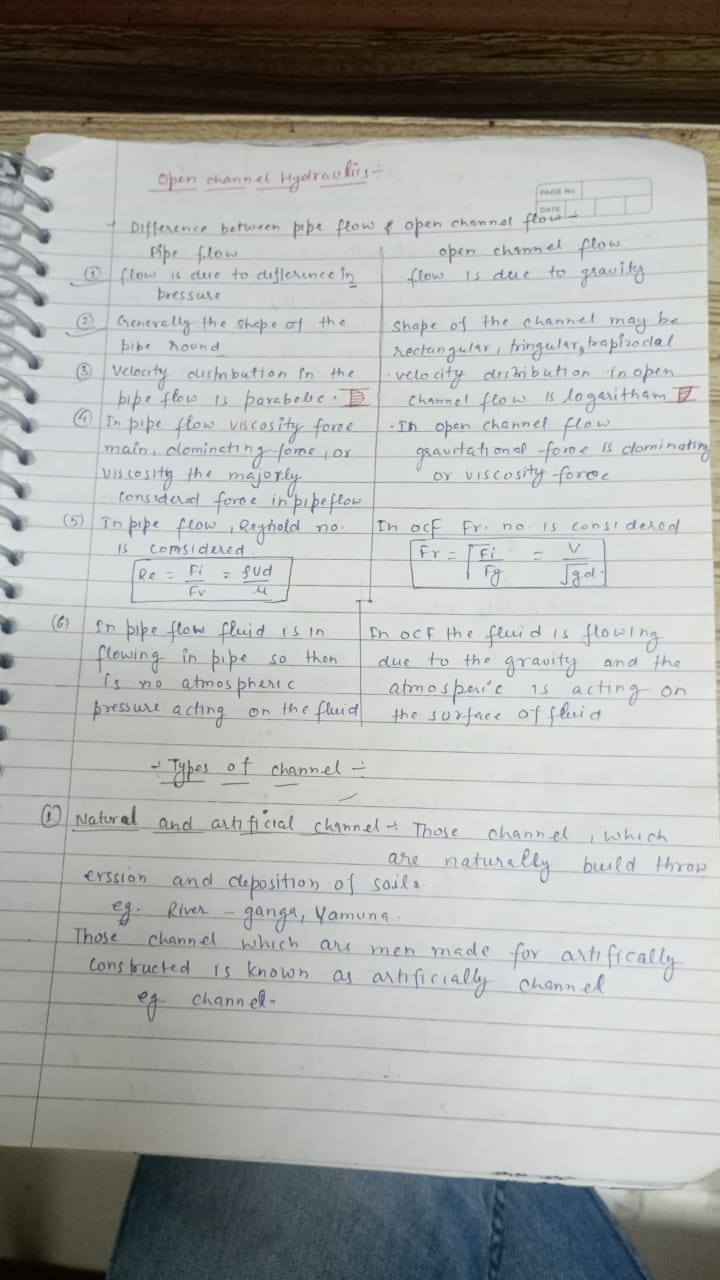 Open channel Hydraulics÷
PAGE No
DATE
→ Difference between pipe flow & open channel flow -
Pipe flow
open channel flow
① flow is due to difference in
pressure
flow is due to gravity
② Generally the shape of the
pipe round
shape of the channel may be
rectangular, tringular, trapizodal
③ Velocity distribution in the
pipe flow is parabolic.
. velocity distribution in open
channel flow is logaritham
④ In pipe flow viscosity force
main, dominating force, or
viscosity the majorly
considered force in pipe flow
. In open channel flow
gravitational force is dominating
or viscosity force
(5) In pipe flow, Reynold no.
is considered
Re = Fi/Fv = ρud/μ
In ocf Fr. no. is considered
Fr = √Fi/Fg = V/√gd.
(6) In pipe flow fluid is in
flowing in pipe so then
is no atmospheric
pressure acting on the fluid
In OCF the fluid is flowing
due to the gravity and the
atmosperic is acting on
the surface of fluid
÷ Types of channel ÷
① Natural and artificial channel ÷ Those channel, which
are naturally build throw
erssion and deposition of soils.
eg. River - ganga, Yamuna.
Those channel which are men made for artifically
constructed is known as artificially channel
eg. channel-